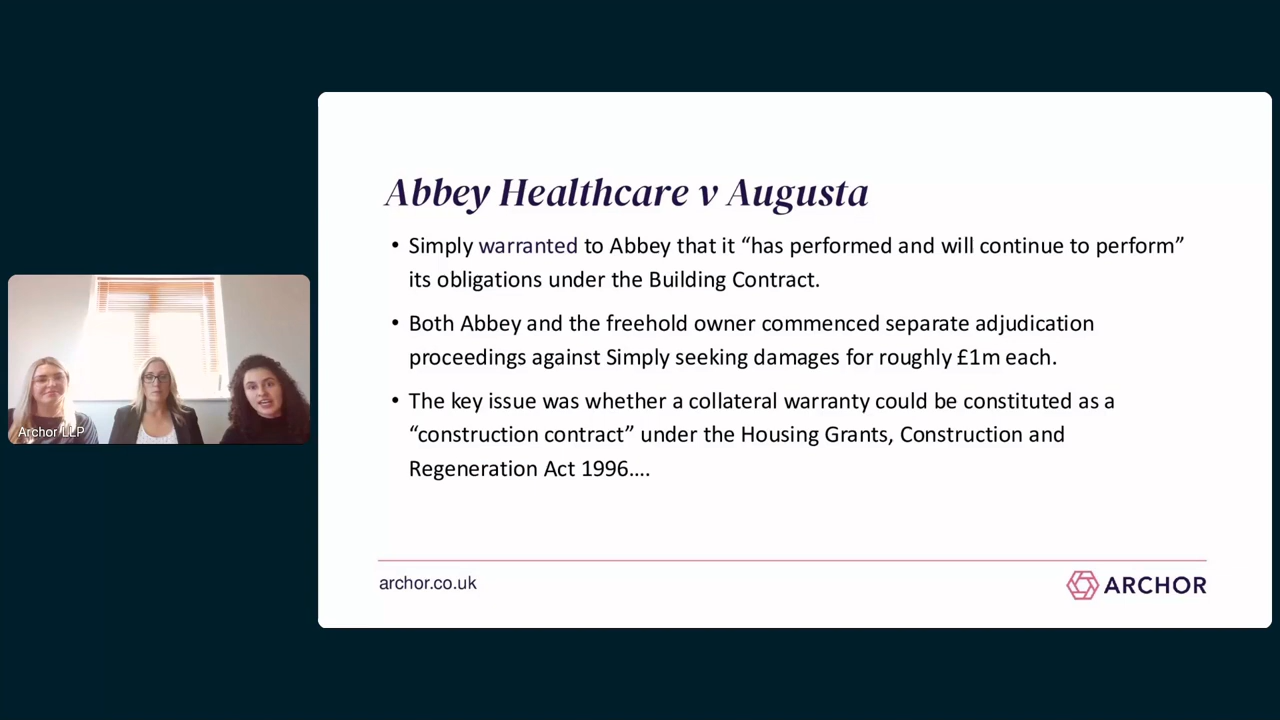 Abbey Healthcare v Augusta
• Simply warranted to Abbey that it “has performed and will continue to perform”
its obligations under the Building Contract.
• Both Abbey and the freehold owner commenced separate adjudication
proceedings against Simply seeking damages for roughly £1m each.
• The key issue was whether a collateral warranty could be constituted as a
“construction contract” under the Housing Grants, Construction and
Regeneration Act 1996....
Archor LLP
archor.co.uk
ARCHOR